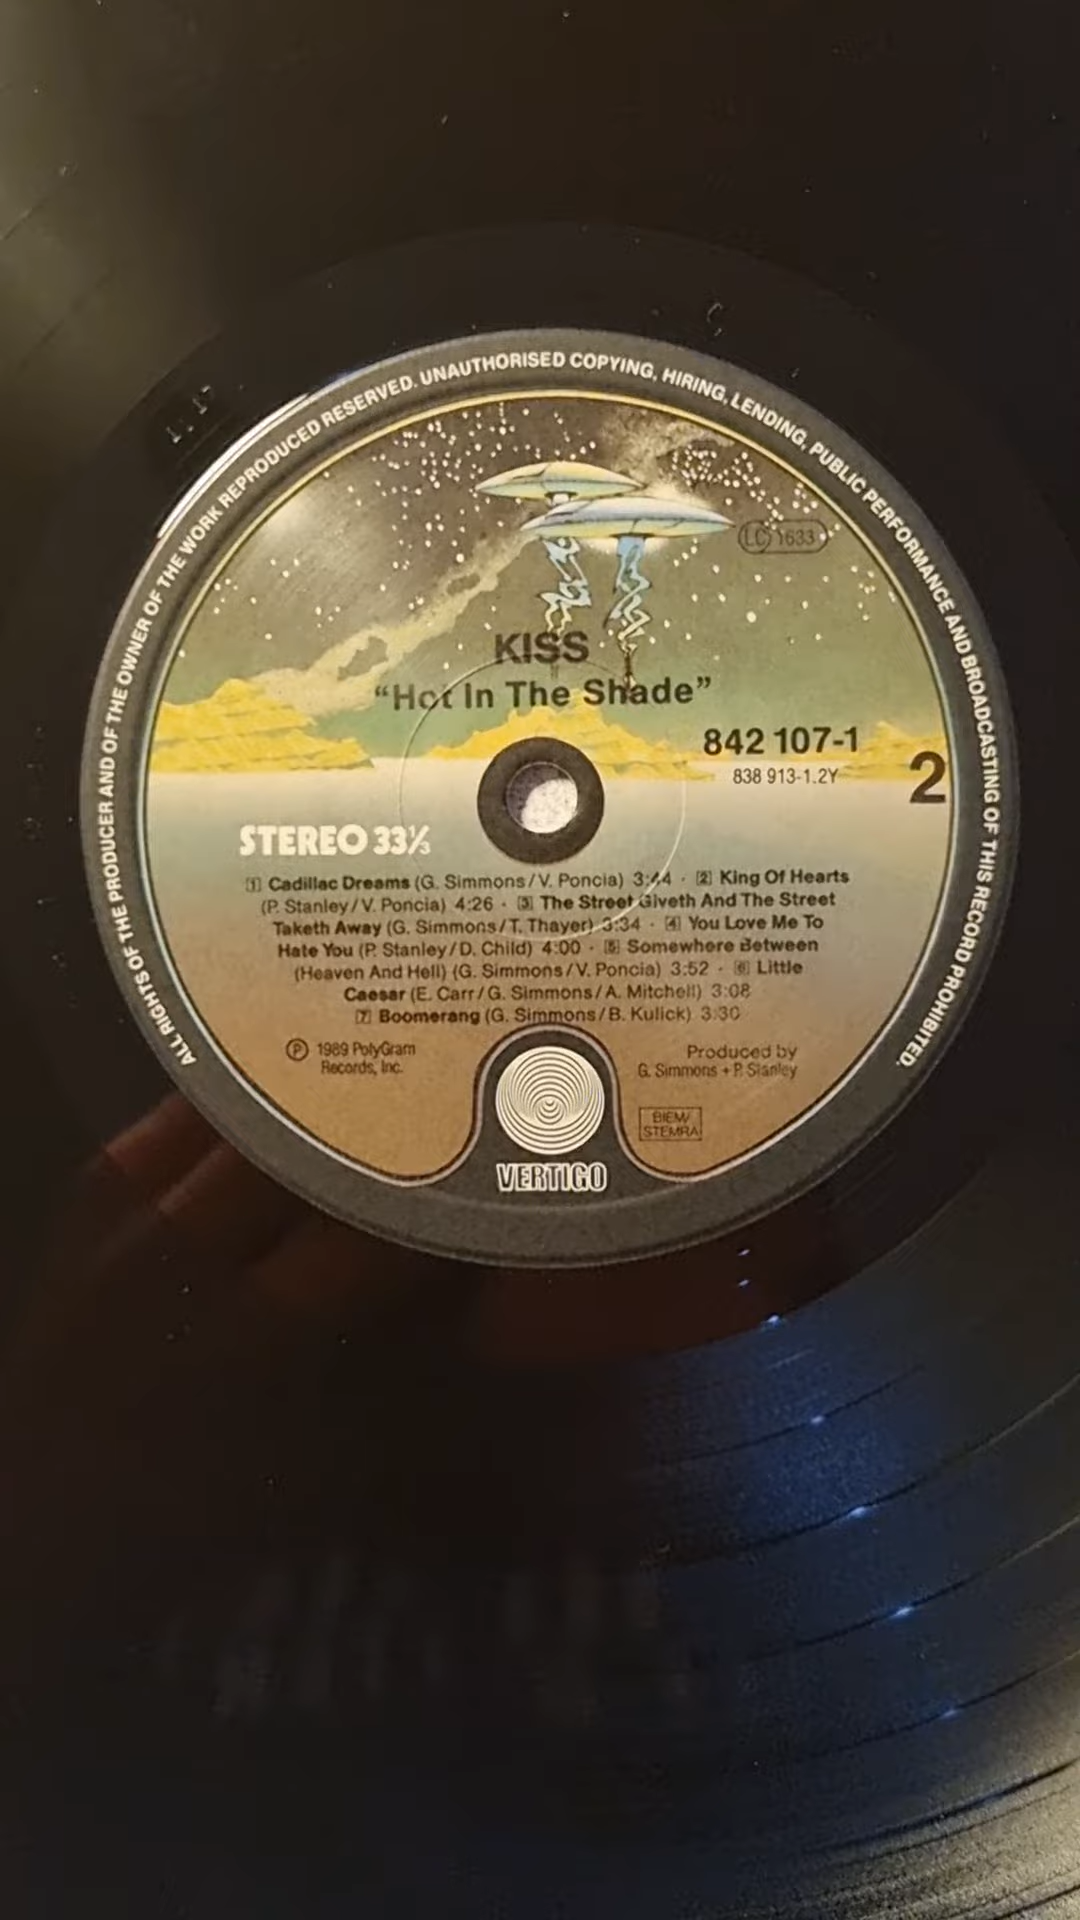 ALL RIGHTS OF THE PRODUCER AND OF THE OWNER OF THE WORK REPRODUCED RESERVED. UNAUTHORISED COPYING, HIRING, LENDING, PUBLIC PERFORMANCE AND BROADCASTING OF THIS RECORD PROHIBITED.
LC 1633
KISS
“Hot In The Shade”
842 107-1
838 913-1.2Y
2
STEREO 33⅓
1 Cadillac Dreams (G. Simmons/V. Poncia) 3:44 · 2 King Of Hearts
(P. Stanley/V. Poncia) 4:26 · 3 The Street Giveth And The Street
Taketh Away (G. Simmons/T. Thayer) 3:34 · 4 You Love Me To
Hate You (P. Stanley/D. Child) 4:00 · 5 Somewhere Between
(Heaven And Hell) (G. Simmons/V. Poncia) 3:52 · 6 Little
Caesar (E. Carr/G. Simmons/A. Mitchell) 3:08
7 Boomerang (G. Simmons/B. Kulick) 3:30
Ⓟ 1989 PolyGram
Records, Inc.
Produced by
G. Simmons + P. Stanley
BIEM/
STEMRA
VERTIGO